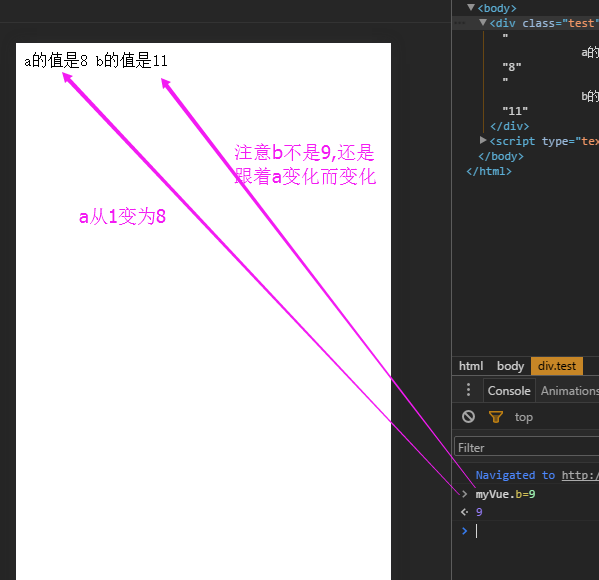 <body>
<div class="test"
"
a的
"8"
"
b的
"11"
</div>
<script type="tex
</body>
</html>
a的值是8 b的值是11
注意b不是9,还是
跟着a变化而变化
a从1变为8
html body div.test
Console Animations
top
Filter
Navigated to http:/
> myVue.b=9
9
>